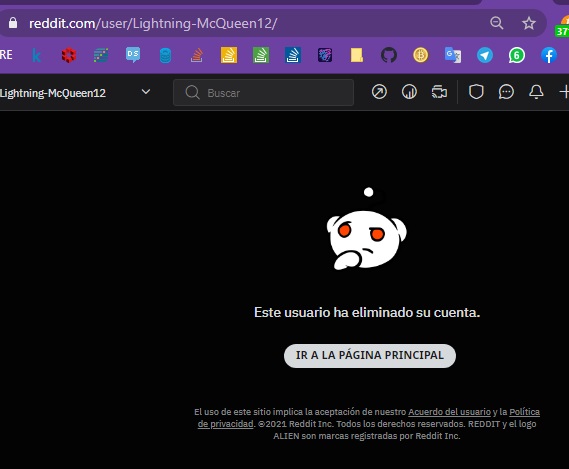 reddit.com/user/Lightning-McQueen12/
RE
DS
6
37
Lightning-McQueen12
Buscar
Este usuario ha eliminado su cuenta.
IR A LA PÁGINA PRINCIPAL
El uso de este sitio implica la aceptación de nuestro Acuerdo del usuario y la Política
de privacidad. ©2021 Reddit Inc. Todos los derechos reservados. REDDIT y el logo
ALIEN son marcas registradas por Reddit Inc.